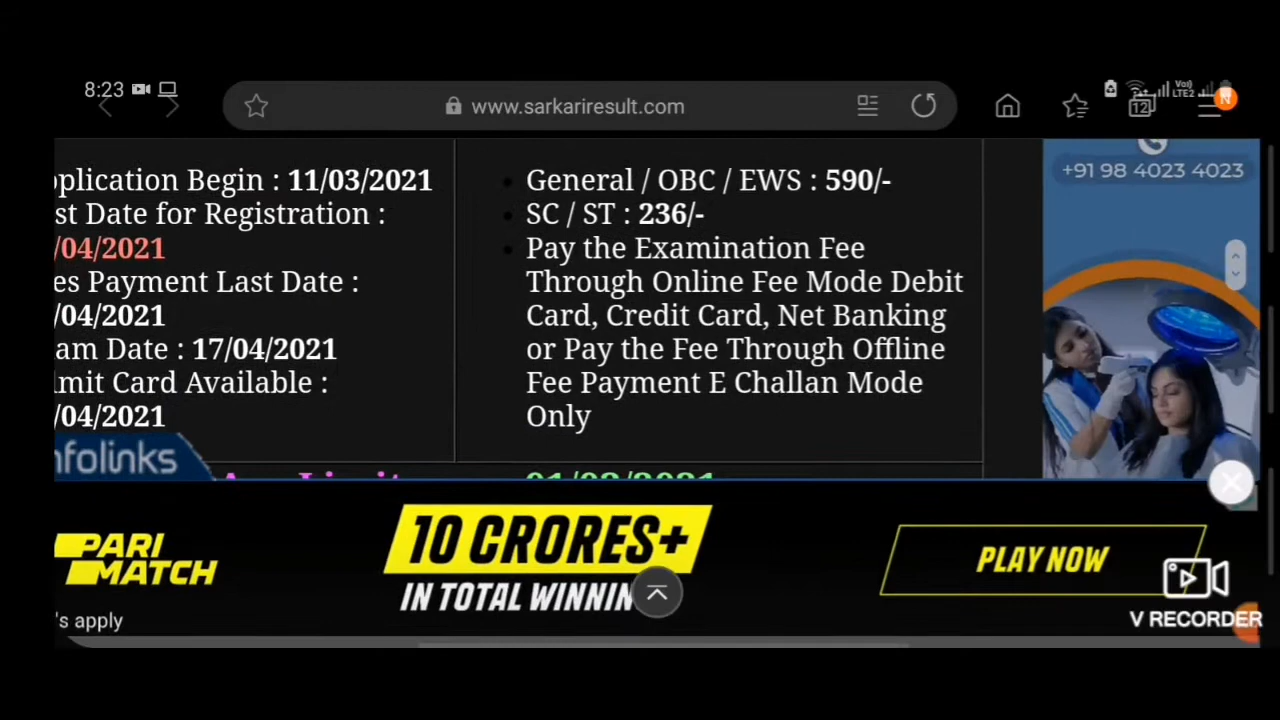 8:23
www.sarkariresult.com
12
LTE2
N
+91 98 4023 4023
pplication Begin : 11/03/2021
st Date for Registration :
/04/2021
es Payment Last Date :
/04/2021
am Date : 17/04/2021
mit Card Available :
/04/2021
General / OBC / EWS : 590/-
SC / ST : 236/-
Pay the Examination Fee
Through Online Fee Mode Debit
Card, Credit Card, Net Banking
or Pay the Fee Through Offline
Fee Payment E Challan Mode
Only
nfolinks
PARI
MATCH
's apply
10 CRORES+
IN TOTAL WINNIN
PLAY NOW
V RECORDER